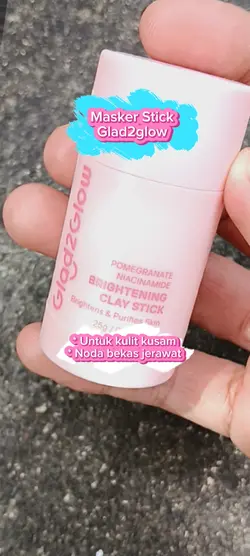 Masker Stick
Glad2glow
Glad2Glow
POMEGRANATE
NIACINAMIDE
BRIGHTENING
CLAY STICK
Brightens & Purifies Skin
* Untuk kulit kusam
* Noda bekas jerawat